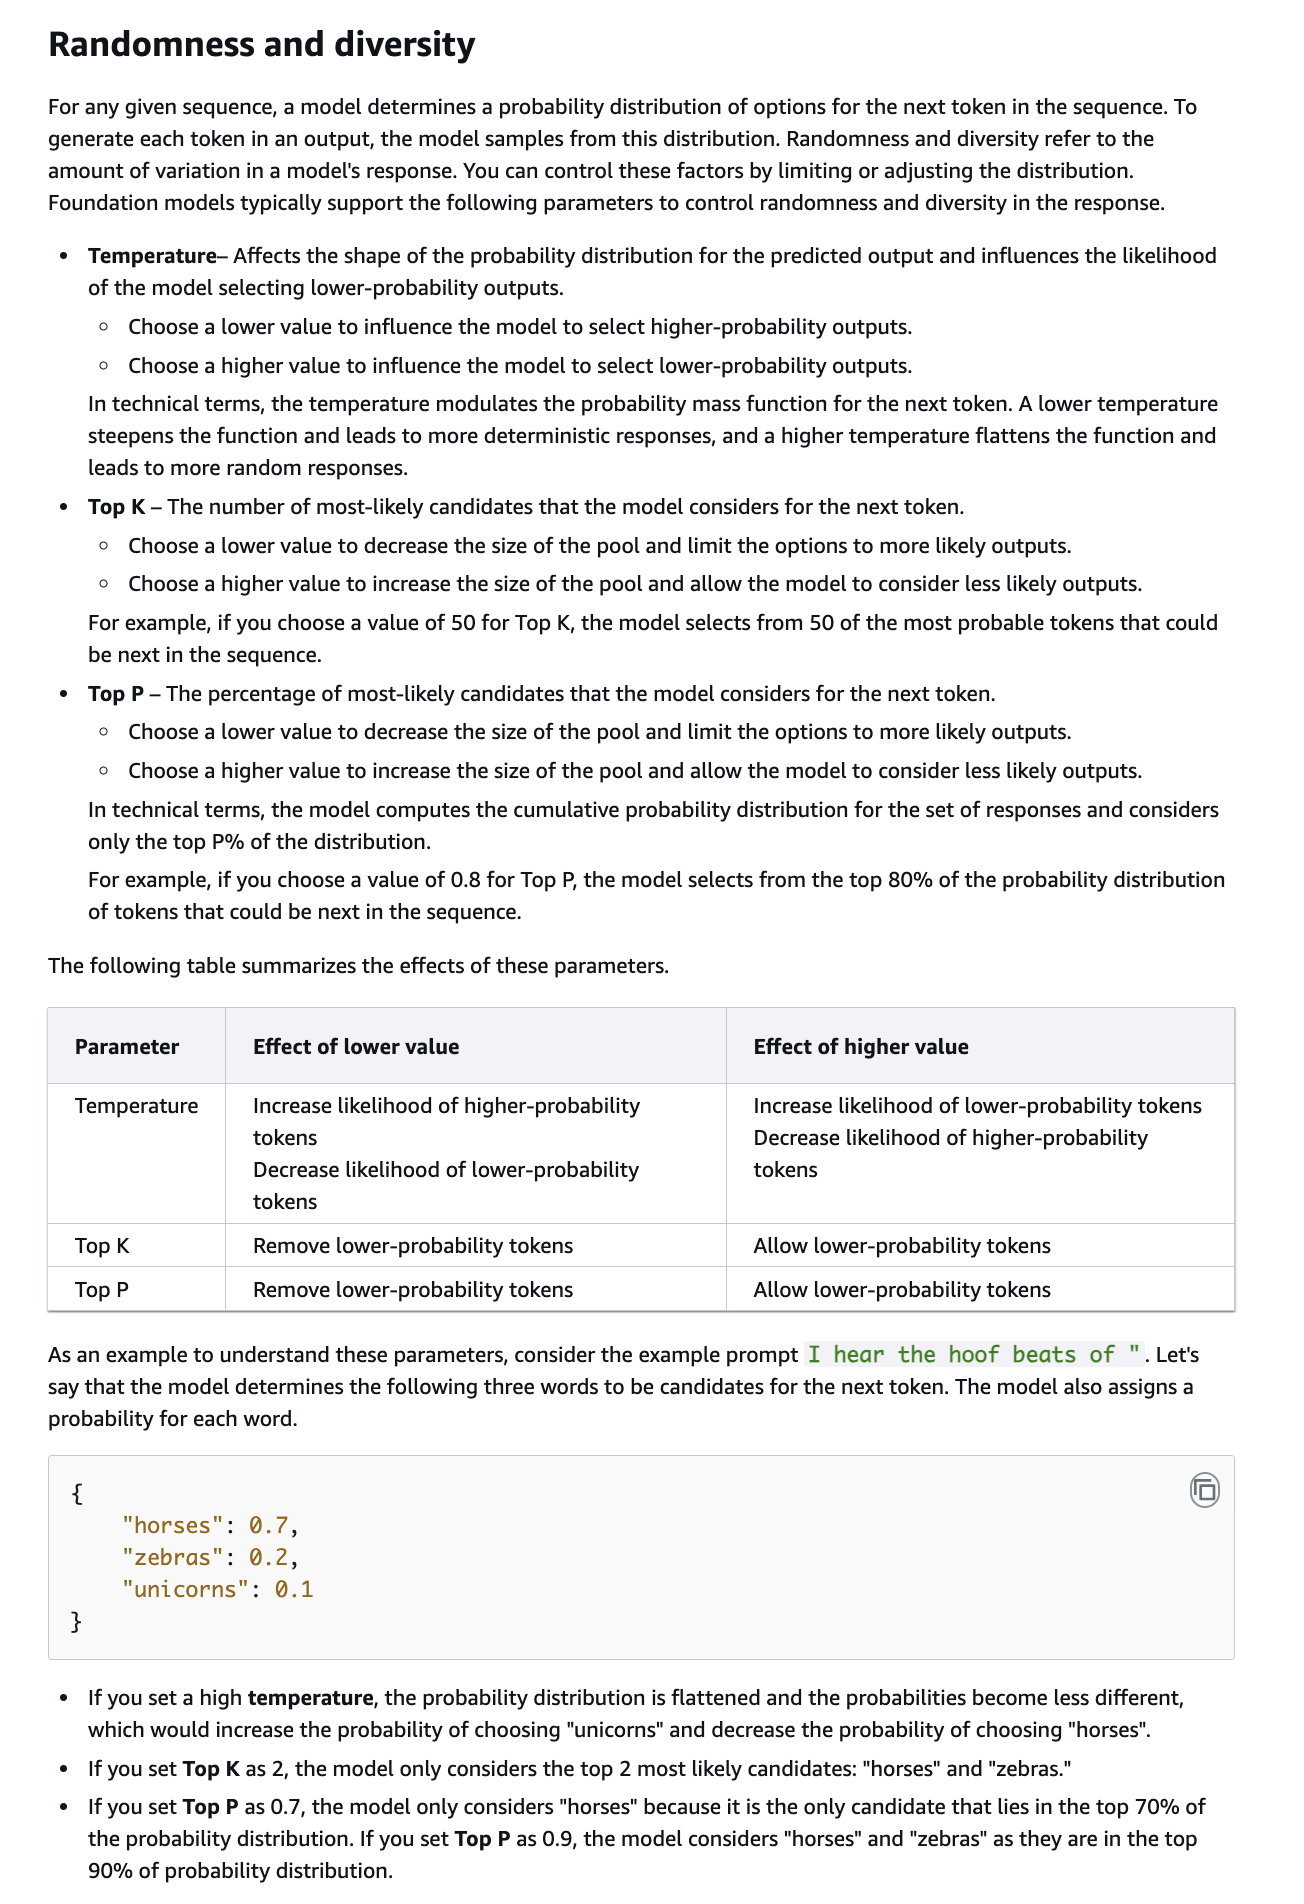 Randomness and diversity
For any given sequence, a model determines a probability distribution of options for the next token in the sequence. To
generate each token in an output, the model samples from this distribution. Randomness and diversity refer to the
amount of variation in a model's response. You can control these factors by limiting or adjusting the distribution.
Foundation models typically support the following parameters to control randomness and diversity in the response.
• Temperature– Affects the shape of the probability distribution for the predicted output and influences the likelihood
of the model selecting lower-probability outputs.
◦ Choose a lower value to influence the model to select higher-probability outputs.
◦ Choose a higher value to influence the model to select lower-probability outputs.
In technical terms, the temperature modulates the probability mass function for the next token. A lower temperature
steepens the function and leads to more deterministic responses, and a higher temperature flattens the function and
leads to more random responses.
• Top K – The number of most-likely candidates that the model considers for the next token.
◦ Choose a lower value to decrease the size of the pool and limit the options to more likely outputs.
◦ Choose a higher value to increase the size of the pool and allow the model to consider less likely outputs.
For example, if you choose a value of 50 for Top K, the model selects from 50 of the most probable tokens that could
be next in the sequence.
• Top P – The percentage of most-likely candidates that the model considers for the next token.
◦ Choose a lower value to decrease the size of the pool and limit the options to more likely outputs.
◦ Choose a higher value to increase the size of the pool and allow the model to consider less likely outputs.
In technical terms, the model computes the cumulative probability distribution for the set of responses and considers
only the top P% of the distribution.
For example, if you choose a value of 0.8 for Top P, the model selects from the top 80% of the probability distribution
of tokens that could be next in the sequence.
The following table summarizes the effects of these parameters.
Parameter Effect of lower value Effect of higher value
Temperature Increase likelihood of higher-probability Increase likelihood of lower-probability tokens
tokens Decrease likelihood of higher-probability
Decrease likelihood of lower-probability tokens
tokens
Top K Remove lower-probability tokens Allow lower-probability tokens
Top P Remove lower-probability tokens Allow lower-probability tokens
As an example to understand these parameters, consider the example prompt I hear the hoof beats of ". Let's
say that the model determines the following three words to be candidates for the next token. The model also assigns a
probability for each word.
{
"horses": 0.7,
"zebras": 0.2,
"unicorns": 0.1
}
• If you set a high temperature, the probability distribution is flattened and the probabilities become less different,
which would increase the probability of choosing "unicorns" and decrease the probability of choosing "horses".
• If you set Top K as 2, the model only considers the top 2 most likely candidates: "horses" and "zebras."
• If you set Top P as 0.7, the model only considers "horses" because it is the only candidate that lies in the top 70% of
the probability distribution. If you set Top P as 0.9, the model considers "horses" and "zebras" as they are in the top
90% of probability distribution.